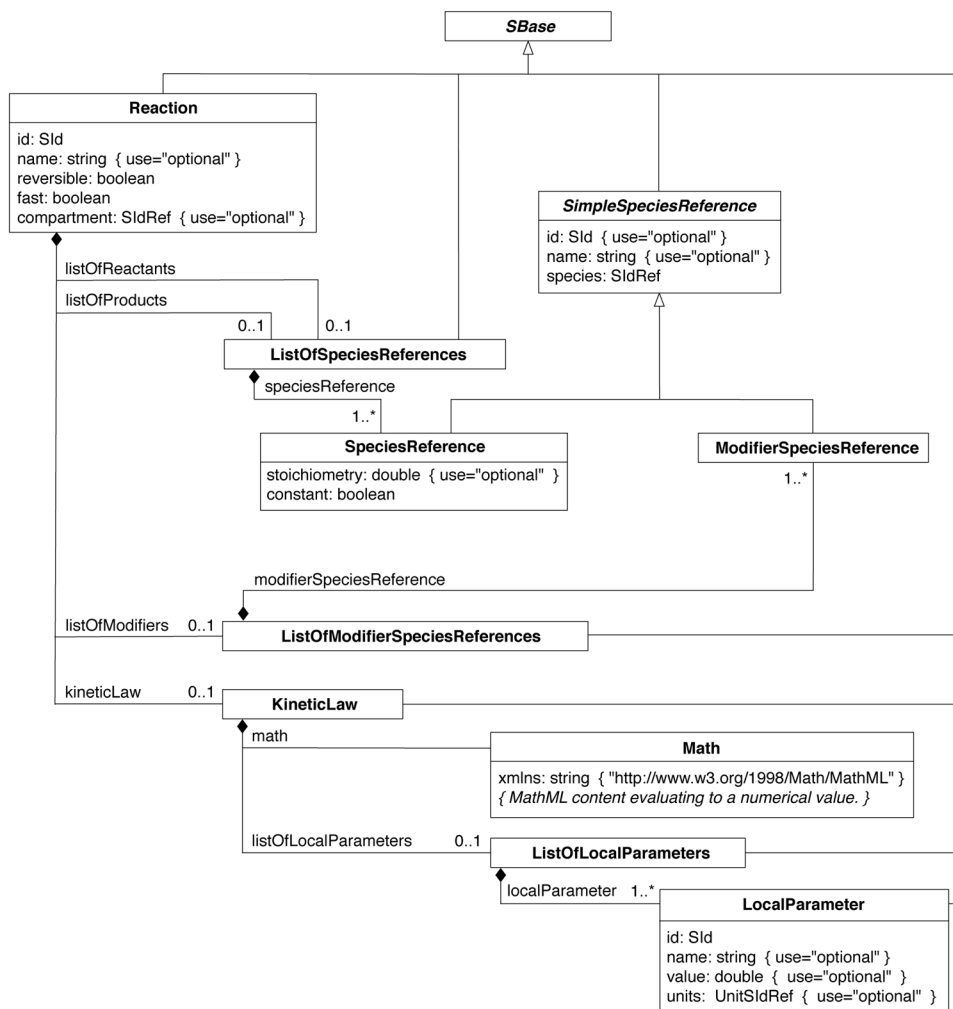 SBase
Reaction
id: SId
name: string { use="optional" }
reversible: boolean
fast: boolean
compartment: SIdRef { use="optional" }
SimpleSpeciesReference
id: SId { use="optional" }
name: string { use="optional" }
species: SIdRef
listOfReactants
listOfProducts
0..1 0..1
ListOfSpeciesReferences
speciesReference
1..*
SpeciesReference
stoichiometry: double { use="optional" }
constant: boolean
ModifierSpeciesReference
1..*
modifierSpeciesReference
listOfModifiers 0..1
ListOfModifierSpeciesReferences
kineticLaw 0..1
KineticLaw
math
Math
xmlns: string { "http://www.w3.org/1998/Math/MathML" }
{ MathML content evaluating to a numerical value. }
listOfLocalParameters 0..1
ListOfLocalParameters
localParameter 1..*
LocalParameter
id: SId
name: string { use="optional" }
value: double { use="optional" }
units: UnitSIdRef { use="optional" }